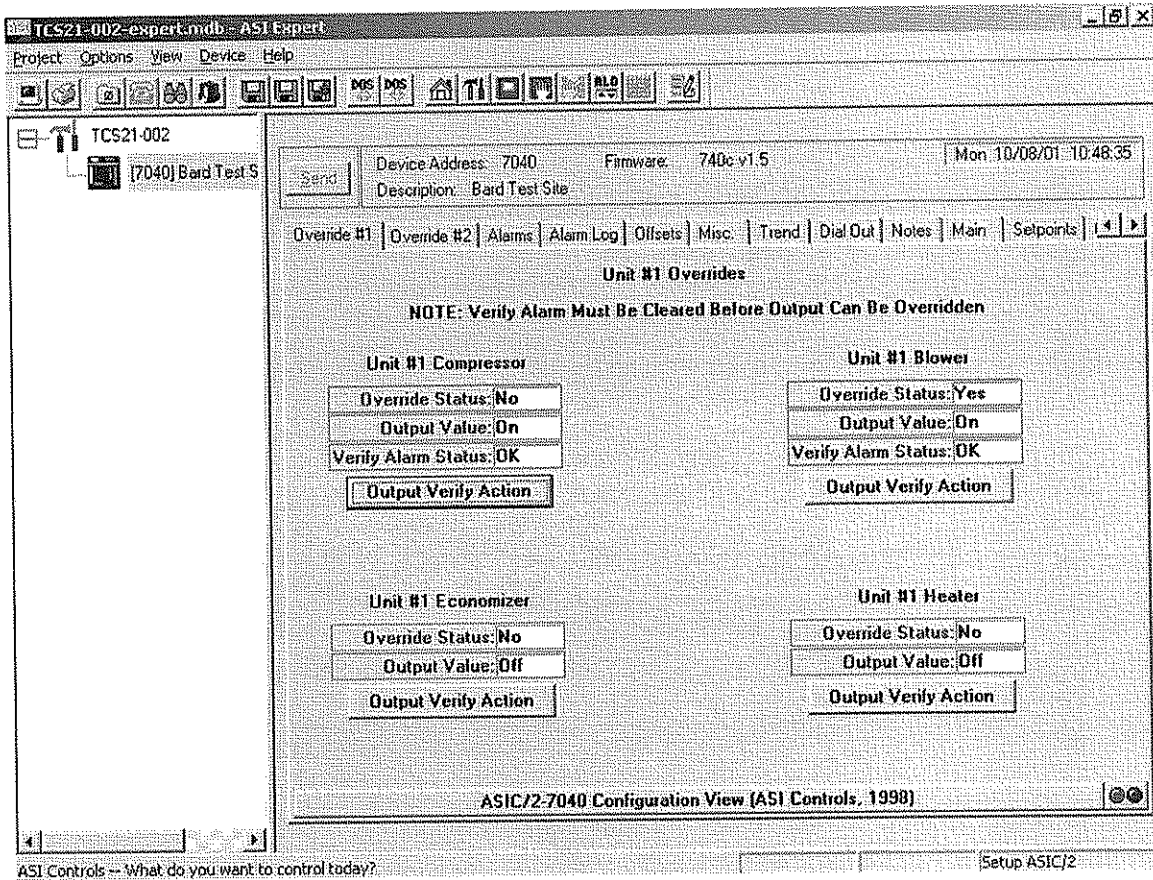 TCS21-002-expert.mdb - ASI Expert
Project Options View Device Help
DOS DOS
TCS21-002
[7040] Bard Test S
Send
Device Address: 7040 Firmware: 740c v1.5 Mon 10/08/01 10:48:35
Description: Bard Test Site
Override #1 Override #2 Alarms Alarm Log Offsets Misc. Trend Dial Out Notes Main Setpoints
Unit #1 Overrides
NOTE: Verify Alarm Must Be Cleared Before Output Can Be Overridden
Unit #1 Compressor
Override Status: No
Output Value: On
Verify Alarm Status: OK
Output Verify Action
Unit #1 Blower
Override Status: Yes
Output Value: On
Verify Alarm Status: OK
Output Verify Action
Unit #1 Economizer
Override Status: No
Output Value: Off
Output Verify Action
Unit #1 Heater
Override Status: No
Output Value: Off
Output Verify Action
ASIC/2-7040 Configuration View (ASI Controls, 1998)
ASI Controls -- What do you want to control today?
Setup ASIC/2